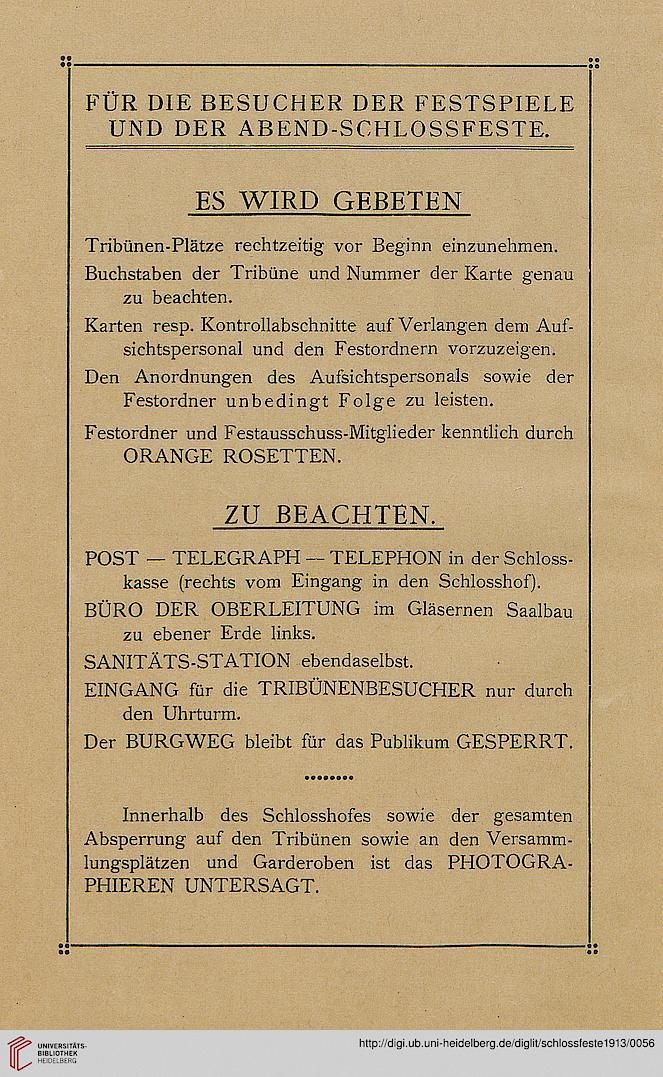 FÜR DIE BESUCHER DER FESTSPIELE
UND DER ABEND-SCHLOSSFESTE.
ES WIRD GEBETEN
Tribünen-Plätze rechtzeitig vor Beginn einzunehmen.
Buchstaben der Tribüne und Nummer der Karte genau
zu beachten.
Karten resp. Kontrollabschnitte auf Verlangen dem Auf-
sichtspersonal und den Festordnern vorzuzeigen.
Den Anordnungen des Aufsichtspersonals sowie der
Festordner unbedingt Folge zu leisten.
Festordner und Festausschuss-Mitglieder kenntlich durch
ORANGE ROSETTEN.
ZU BEACHTEN.
POST — TELEGRAPH — TELEPHON in der Schloss-
kasse (rechts vom Eingang in den Schlosshof).
BÜRO DER OBERLEITUNG im Gläsernen Saalbau
zu ebener Erde links.
SANITÄTS-STATION ebendaselbst.
EINGANG für die TRIBÜNENBESUCHER nur durch
den Uhrturm.
Der BURGWEG bleibt für das Publikum GESPERRT.
Innerhalb des Schlosshofes sowie der gesamten
Absperrung auf den Tribünen sowie an den Versamm-
lungsplätzen und Garderoben ist das PHOTOGRA-
PHIEREN UNTERSAGT.
UNIVERSITÄTS-
BIBLIOTHEK
HEIDELBERG
http://digi.ub.uni-heidelberg.de/diglit/schlossfeste1913/0056